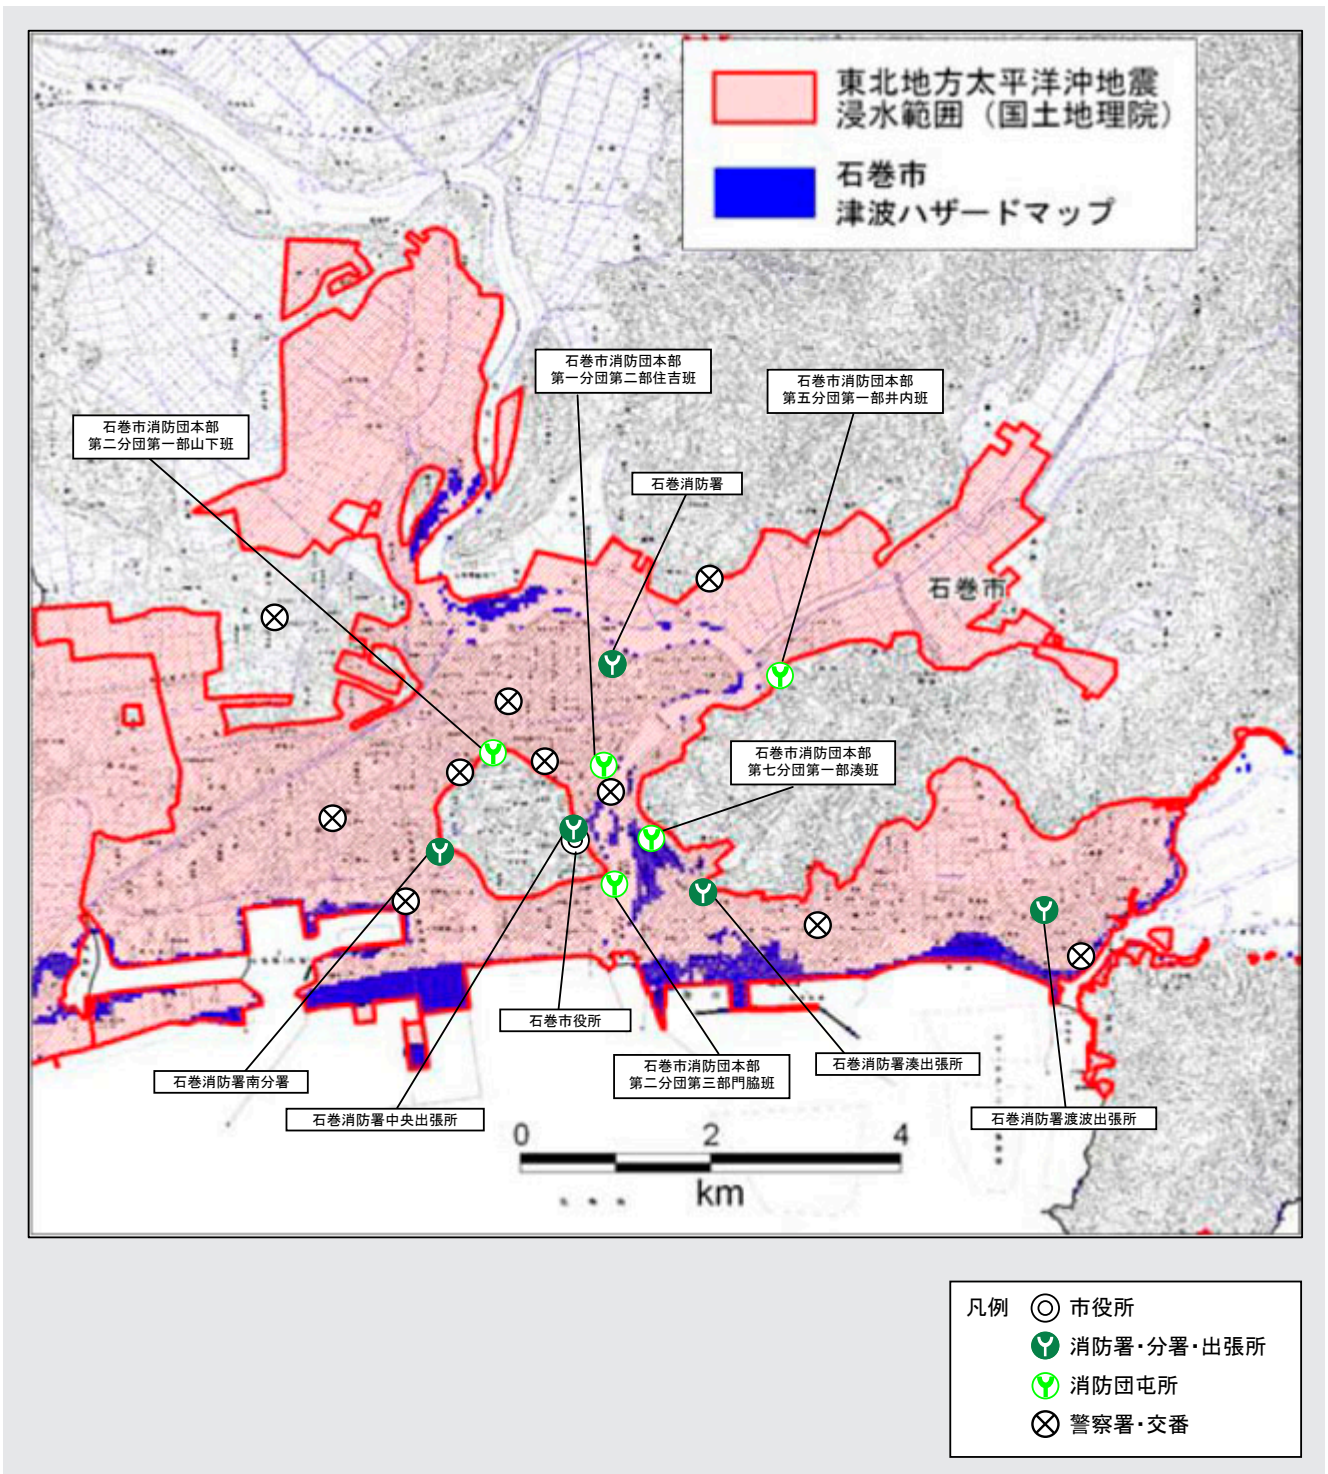 東北地方太平洋沖地震
浸水範囲（国土地理院）
石巻市
津波ハザードマップ
石巻市消防団本部
第一分団第二部住吉班
石巻市消防団本部
第五分団第一部井内班
石巻市消防団本部
第二分団第一部山下班
石巻消防署
石巻市
石巻市消防団本部
第七分団第一部湊班
石巻市役所
石巻市消防団本部
第二分団第三部門脇班
石巻消防署湊出張所
石巻消防署南分署
石巻消防署中央出張所
石巻消防署渡波出張所
0 2 4
km
凡例 市役所
消防署・分署・出張所
消防団屯所
警察署・交番